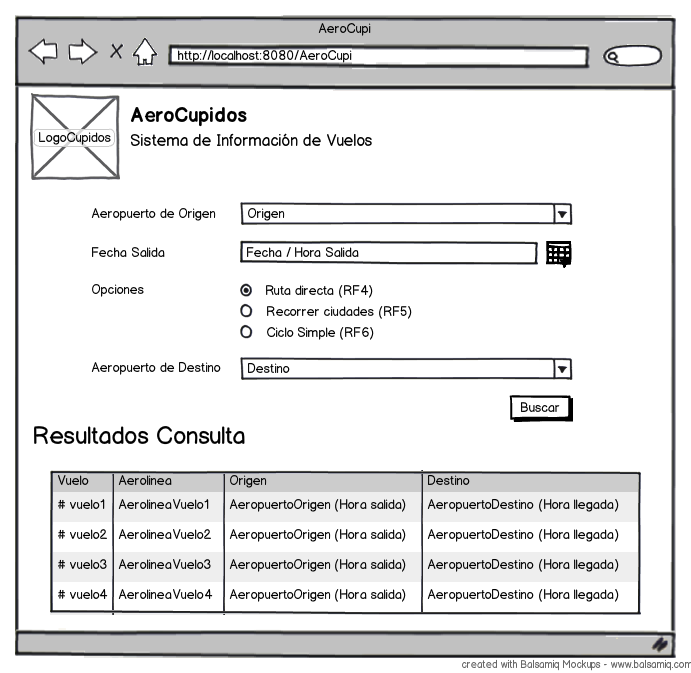 AeroCupi
http://localhost:8080/AeroCupi
LogoCupidos
AeroCupidos
Sistema de Información de Vuelos
Aeropuerto de Origen
Origen
Fecha Salida
Fecha / Hora Salida
Opciones
Ruta directa (RF4)
Recorrer ciudades (RF5)
Ciclo Simple (RF6)
Aeropuerto de Destino
Destino
Buscar
Resultados Consulta
Vuelo Aerolinea Origen Destino
# vuelo1 AerolineaVuelo1 AeropuertoOrigen (Hora salida) AeropuertoDestino (Hora llegada)
# vuelo2 AerolineaVuelo2 AeropuertoOrigen (Hora salida) AeropuertoDestino (Hora llegada)
# vuelo3 AerolineaVuelo3 AeropuertoOrigen (Hora salida) AeropuertoDestino (Hora llegada)
# vuelo4 AerolineaVuelo4 AeropuertoOrigen (Hora salida) AeropuertoDestino (Hora llegada)
created with Balsamiq Mockups - www.balsamiq.com